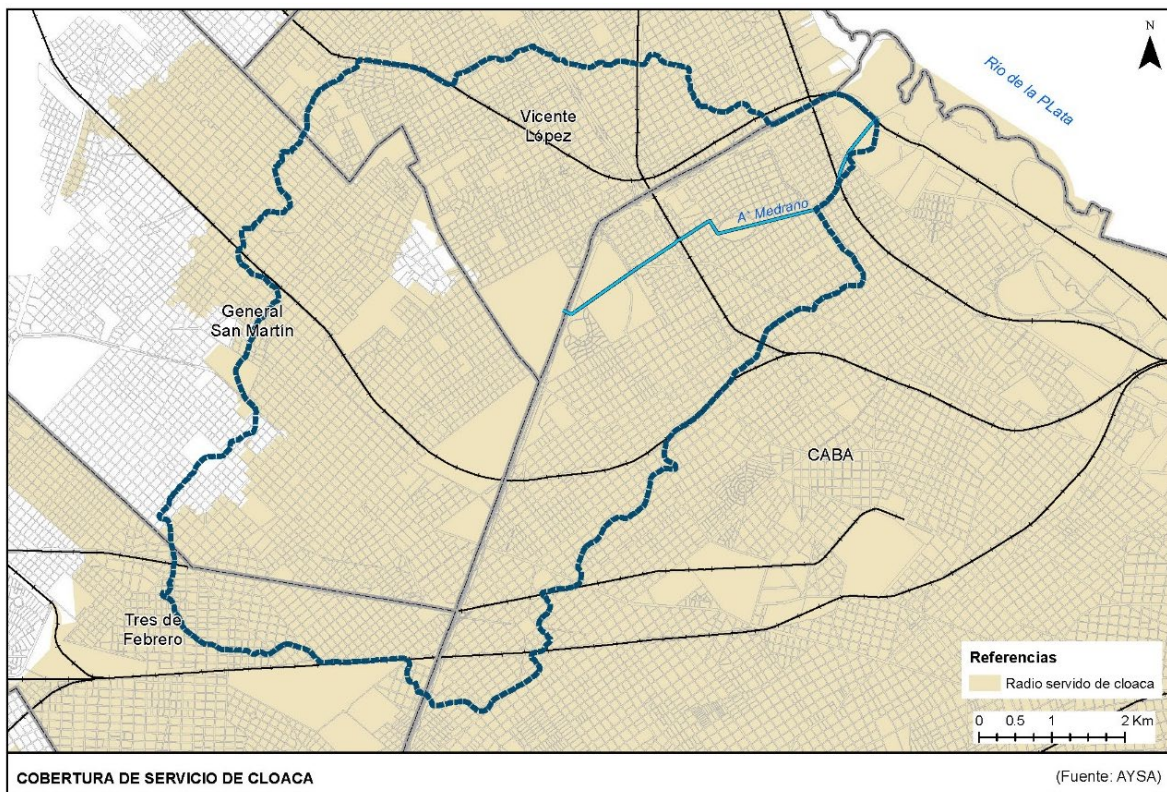 N
Río de la PLata
Vicente
López
A° Medrano
General
San Martín
CABA
Tres de
Febrero
Referencias
Radio servido de cloaca
0 0.5 1 2 Km
COBERTURA DE SERVICIO DE CLOACA
(Fuente: AYSA)